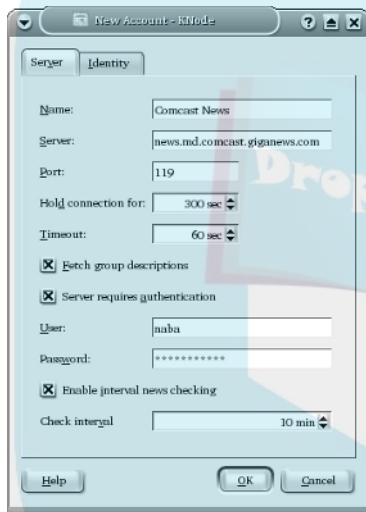 New Account - KNode
Server Identity
Name: Comcast News
Server: news.md.comcast.giganews.com
Port: 119
Hold connection for: 300 sec
Timeout: 60 sec
Fetch group descriptions
Server requires authentication
User: naba
Password: ***********
Enable interval news checking
Check interval 10 min
Help OK Cancel
Drop